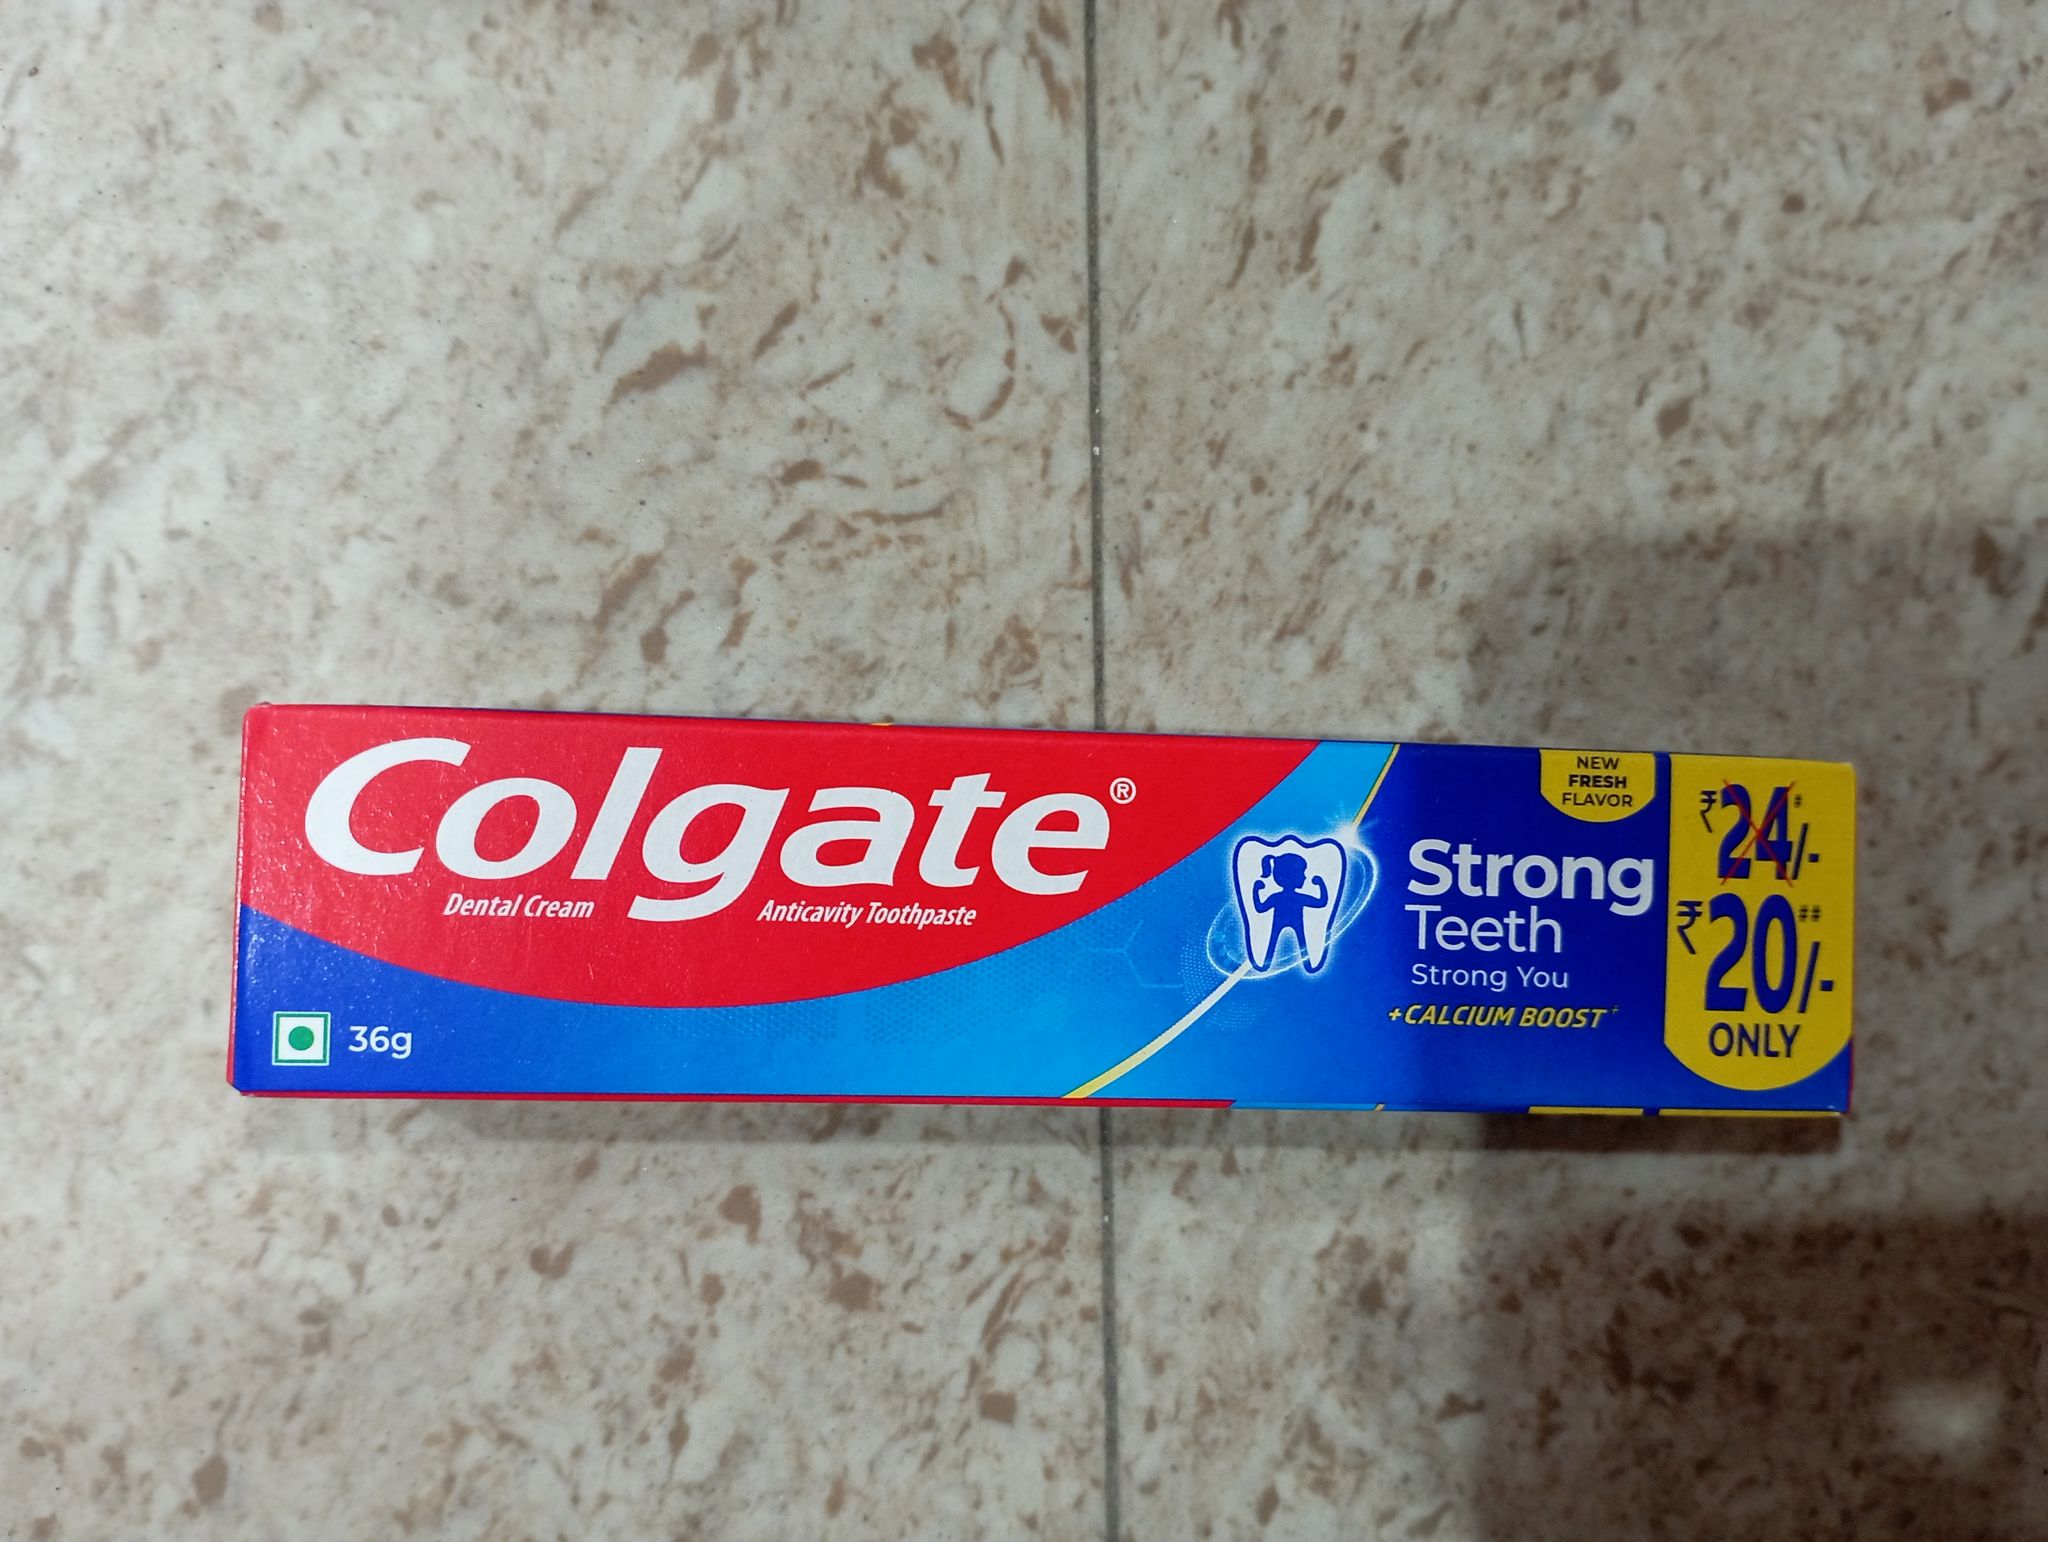 Colgate®
Dental Cream Anticavity Toothpaste
36g
NEW
FRESH
FLAVOR
Strong
Teeth
Strong You
+CALCIUM BOOST‡
₹24#/-
₹20##/-
ONLY